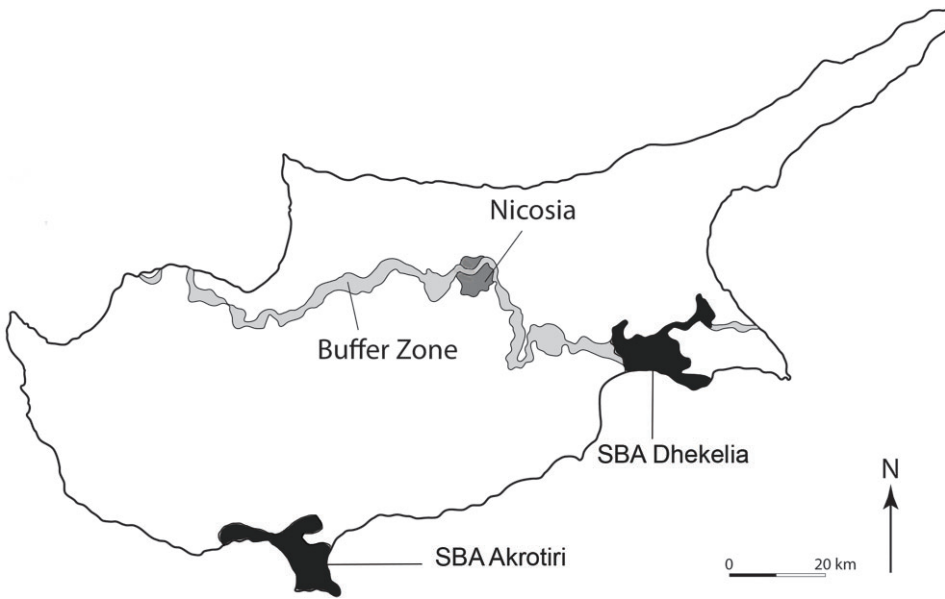 Nicosia
Buffer Zone
SBA Dhekelia
N
SBA Akrotiri
0 20 km